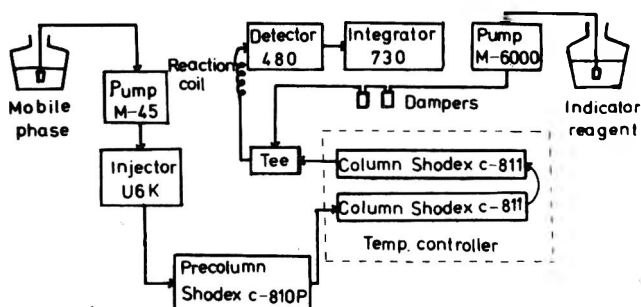 Mobile
phase
Pump
M-45
Injector
U6K
Precolumn
Shodex c-810P
Column Shodex c-811
Column Shodex c-811
Temp. controller
Tee
Reaction
coil
Detector
480
Integrator
730
Dampers
Pump
M-6000
Indicator
reagent